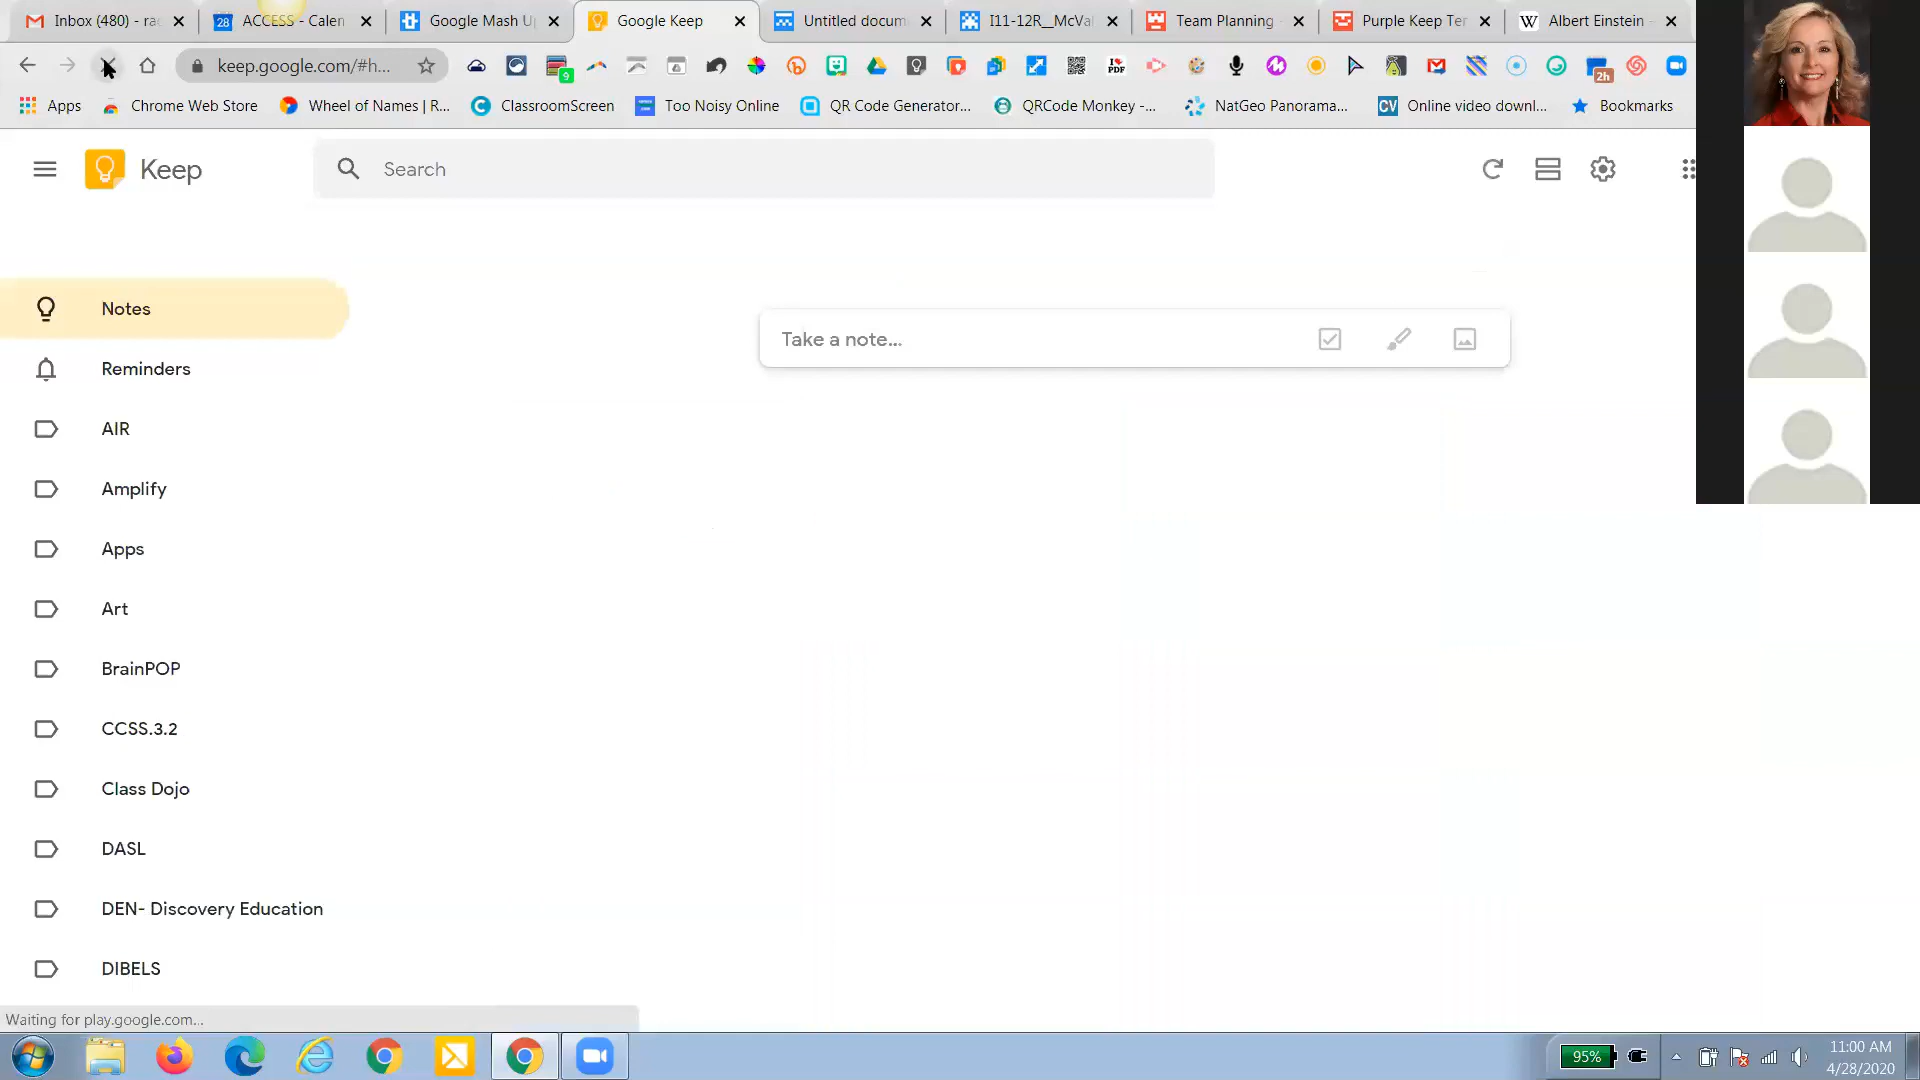 Inbox (480) - ra
ACCESS - Calen
Google Mash U
Google Keep
Untitled docum
I11-12R__McVa
Team Planning
Purple Keep Te
Albert Einstein -
keep.google.com/#h...
9
2h
Apps
Chrome Web Store
Wheel of Names | R...
ClassroomScreen
Too Noisy Online
QR Code Generator...
QRCode Monkey -...
NatGeo Panorama...
CV
Online video downl...
Bookmarks
Keep
Search
Notes
Take a note...
Reminders
AIR
Amplify
Apps
Art
BrainPOP
CCSS.3.2
Class Dojo
DASL
DEN- Discovery Education
DIBELS
Waiting for play.google.com...
95%
11:00 AM
4/28/2020